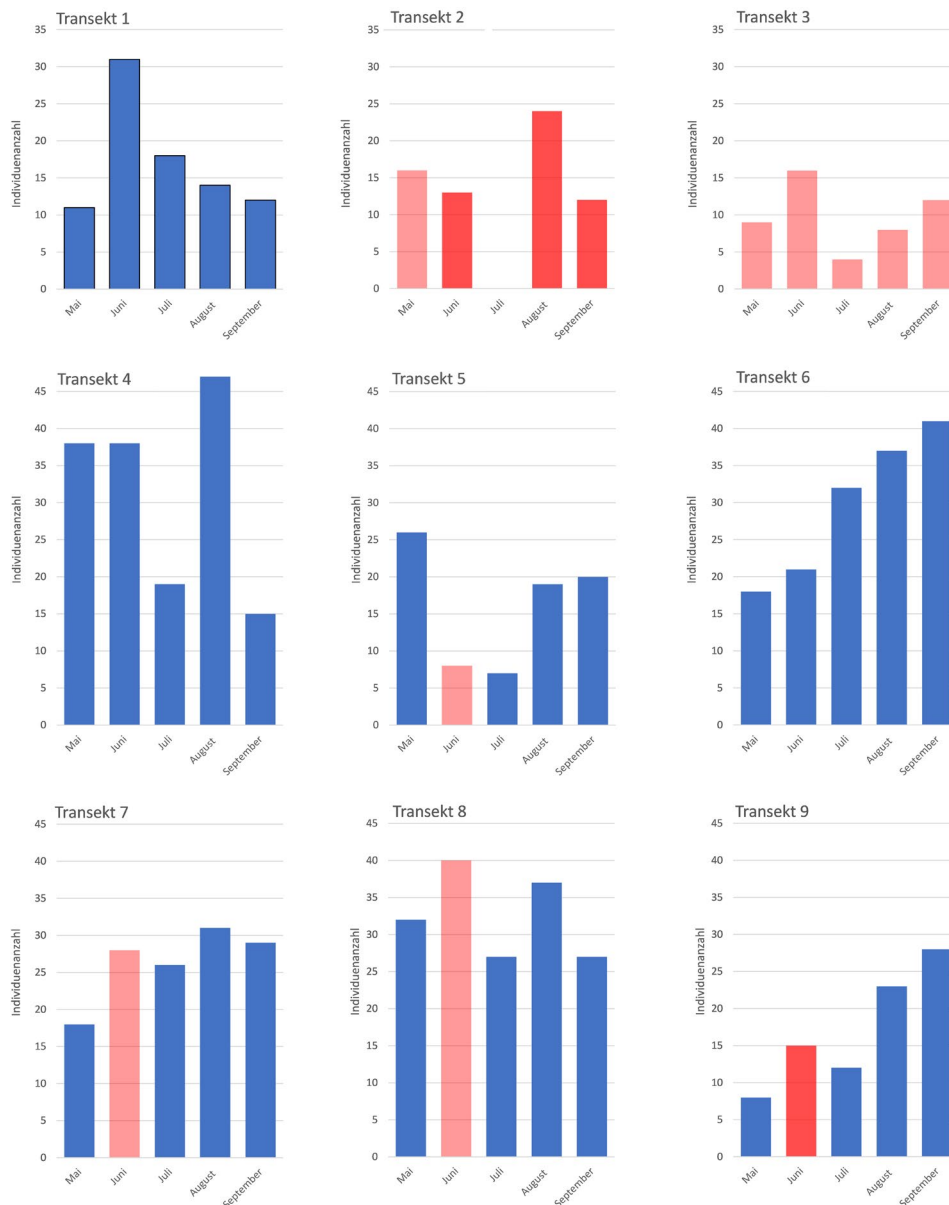 Transekt 1
35
30
25
20
15
10
5
0
Individuenanzahl
Mai
Juni
Juli
August
September
Transekt 2
35
30
25
20
15
10
5
0
Individuenanzahl
Mai
Juni
Juli
August
September
Transekt 3
35
30
25
20
15
10
5
0
Individuenanzahl
Mai
Juni
Juli
August
September
Transekt 4
45
40
35
30
25
20
15
10
5
0
Individuenanzahl
Mai
Juni
Juli
August
September
Transekt 5
45
40
35
30
25
20
15
10
5
0
Individuenanzahl
Mai
Juni
Juli
August
September
Transekt 6
45
40
35
30
25
20
15
10
5
0
Individuenanzahl
Mai
Juni
Juli
August
September
Transekt 7
45
40
35
30
25
20
15
10
5
0
Individuenanzahl
Mai
Juni
Juli
August
September
Transekt 8
45
40
35
30
25
20
15
10
5
0
Individuenanzahl
Mai
Juni
Juli
August
September
Transekt 9
45
40
35
30
25
20
15
10
5
0
Individuenanzahl
Mai
Juni
Juli
August
September